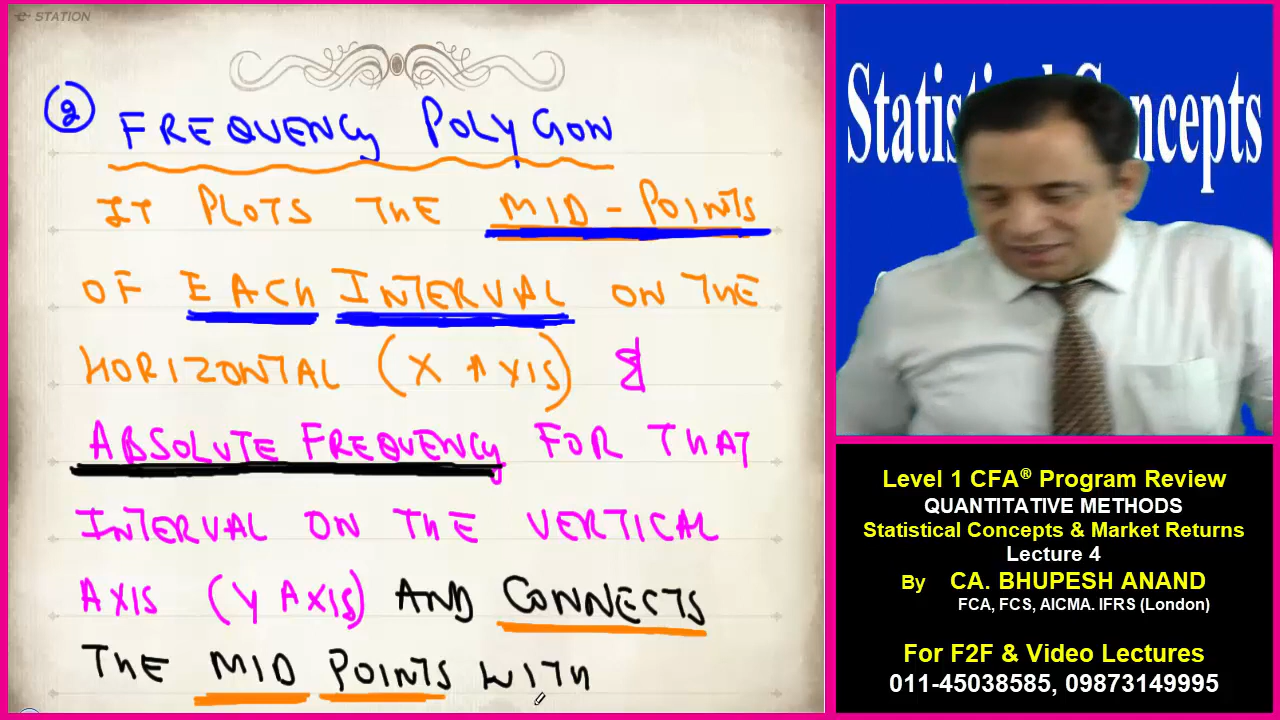 e-STATION
2 FREQUENCY POLYGON
IT PLOTS THE MID-POINTS
OF EACH INTERVAL ON THE
HORIZONTAL (X AXIS) &
ABSOLUTE FREQUENCY FOR THAT
INTERVAL ON THE VERTICAL
AXIS (Y AXIS) AND CONNECTS
THE MID POINTS WITH
Statis Concepts
Level 1 CFA® Program Review
QUANTITATIVE METHODS
Statistical Concepts & Market Returns
Lecture 4
By CA. BHUPESH ANAND
FCA, FCS, AICMA. IFRS (London)
For F2F & Video Lectures
011-45038585, 09873149995